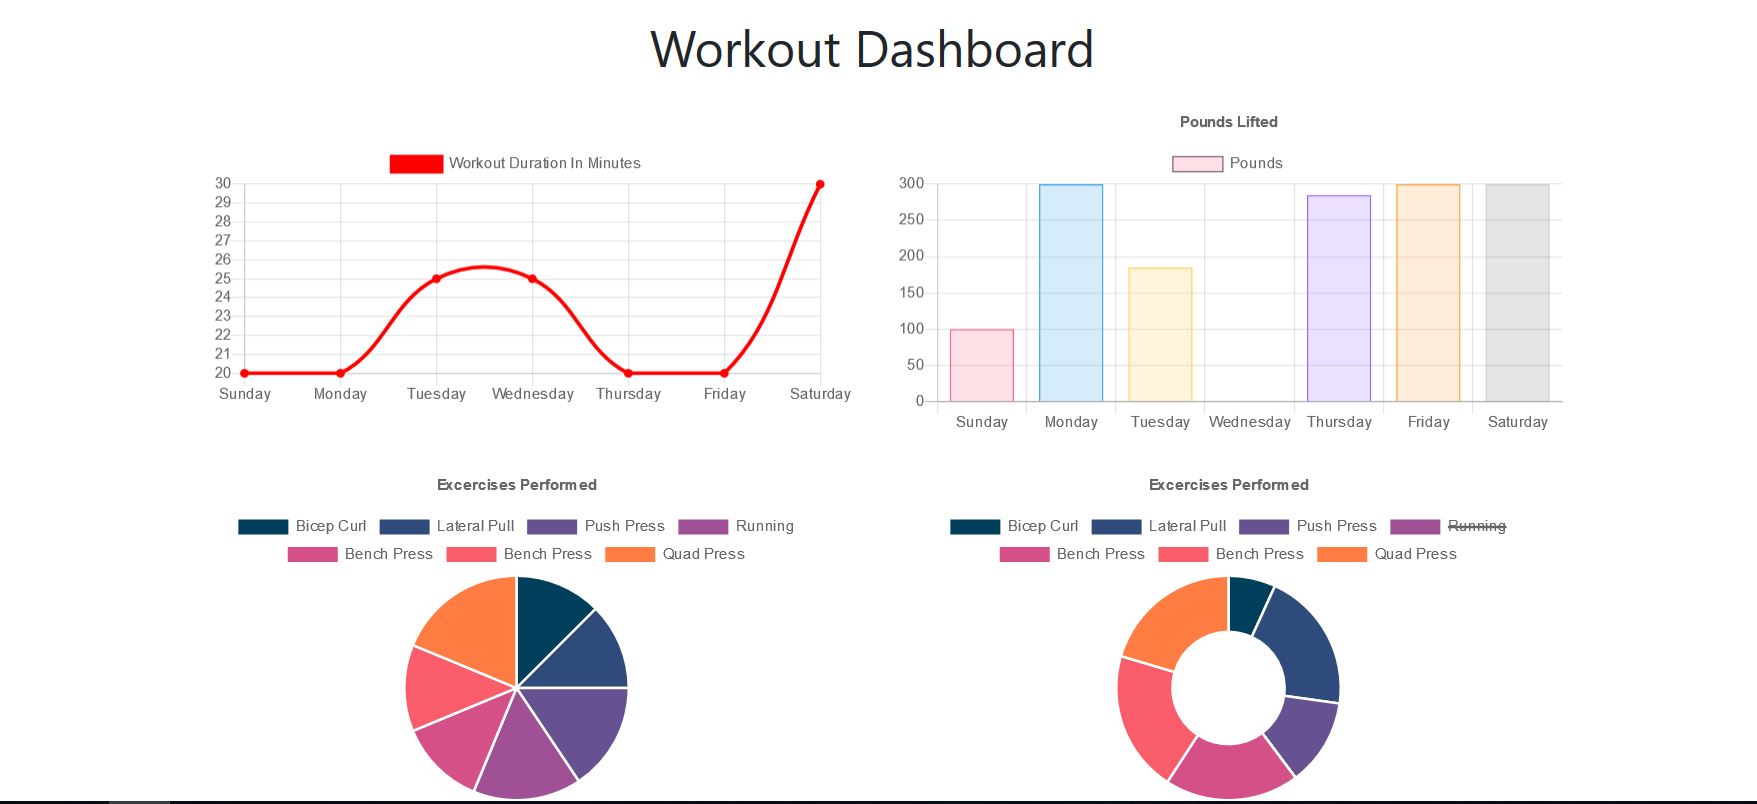 Workout Dashboard
Workout Duration In Minutes
30
29
28
27
26
25
24
23
22
21
20
Sunday Monday Tuesday Wednesday Thursday Friday Saturday
Pounds Lifted
Pounds
300
250
200
150
100
50
0
Sunday Monday Tuesday Wednesday Thursday Friday Saturday
Excercises Performed
Bicep Curl Lateral Pull Push Press Running
Bench Press Bench Press Quad Press
Excercises Performed
Bicep Curl Lateral Pull Push Press Running
Bench Press Bench Press Quad Press